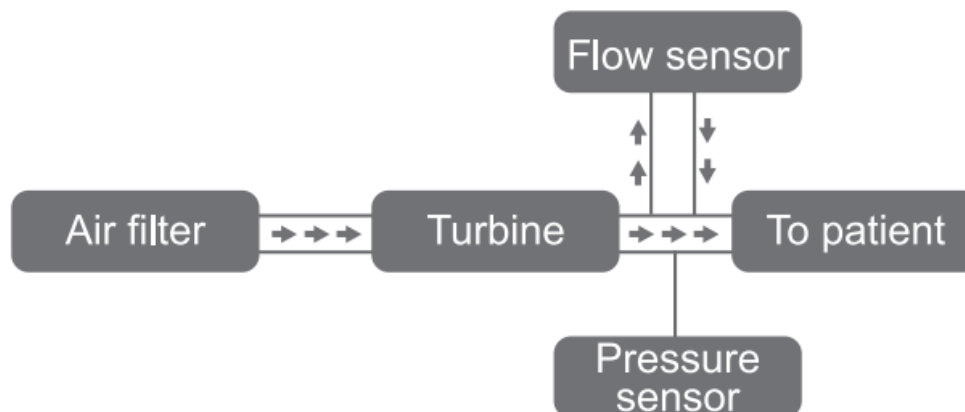 Flow sensor
Air filter
Turbine
To patient
Pressure
sensor